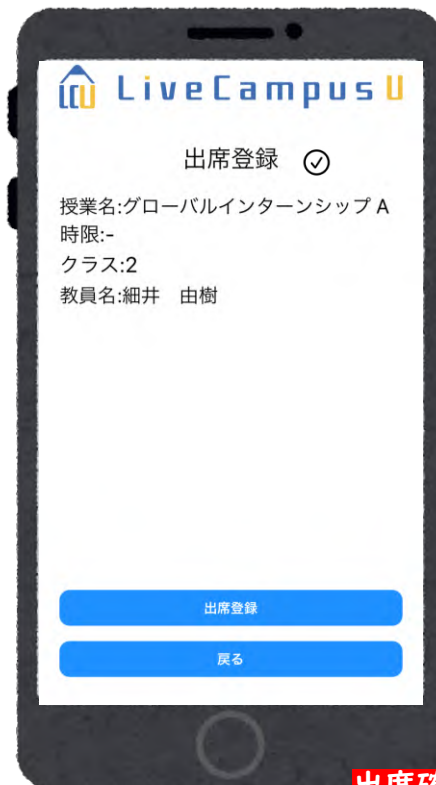 LCU LiveCampus U
出席登録
授業名:グローバルインターンシップ A
時限:-
クラス:2
教員名:細井　由樹
出席登録
戻る